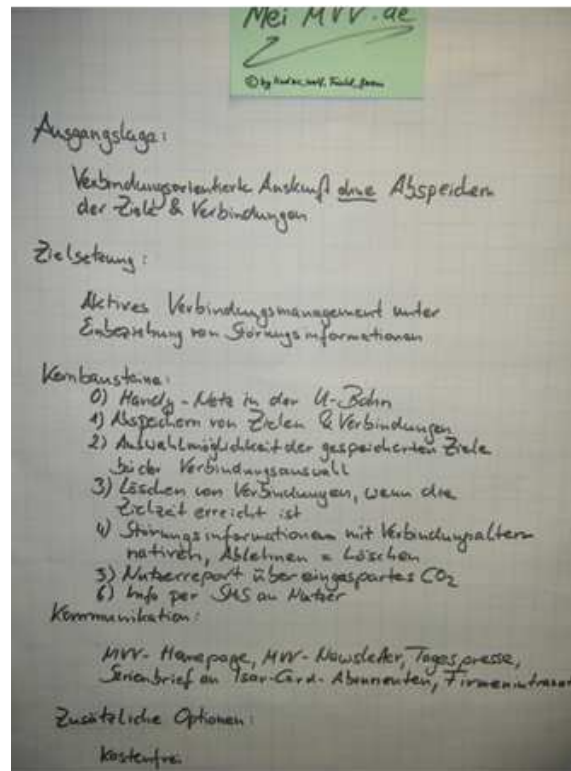 Mei MVV.de
© by
Ausgangslage:
Verbindungsorientierte Auskunft ohne Abspeichern
der Ziele & Verbindungen
Zielsetzung:
Aktives Verbindungsmanagement unter
Einbeziehung von Störungsinformationen
Kernbausteine:
0) Handy-Netz in der U-Bahn
1) Abspeichern von Zielen & Verbindungen
2) Auswahlmöglichkeit der gespeicherten Ziele
bei der Verbindungsauswahl
3) Löschen von Verbindungen, wenn die
Zielzeit erreicht ist
4) Störungsinformationen mit Verbindungsalter-
nativen, Ablehnen = Löschen
5) Nutzerreport über eingespartes CO2
6) Info per SMS an Nutzer
Kommunikation:
MVV-Homepage, MVV-Newsletter, Tagespresse,
Serienbrief an Isar-Card-Abonnenten, Firmenintranet
Zusätzliche Optionen:
kostenfrei